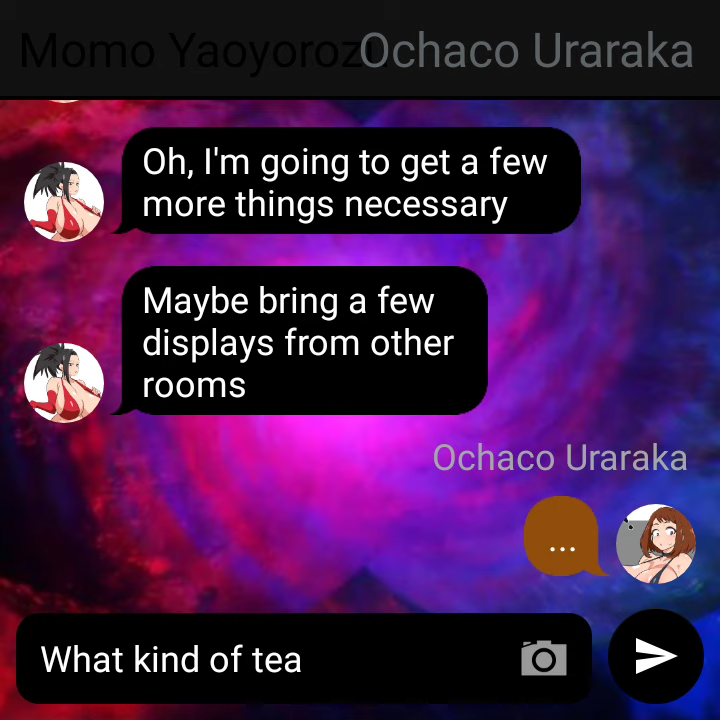 Momo Yaoyorozu Ochaco Uraraka
Oh, I'm going to get a few
more things necessary
Maybe bring a few
displays from other
rooms
Ochaco Uraraka
...
What kind of tea